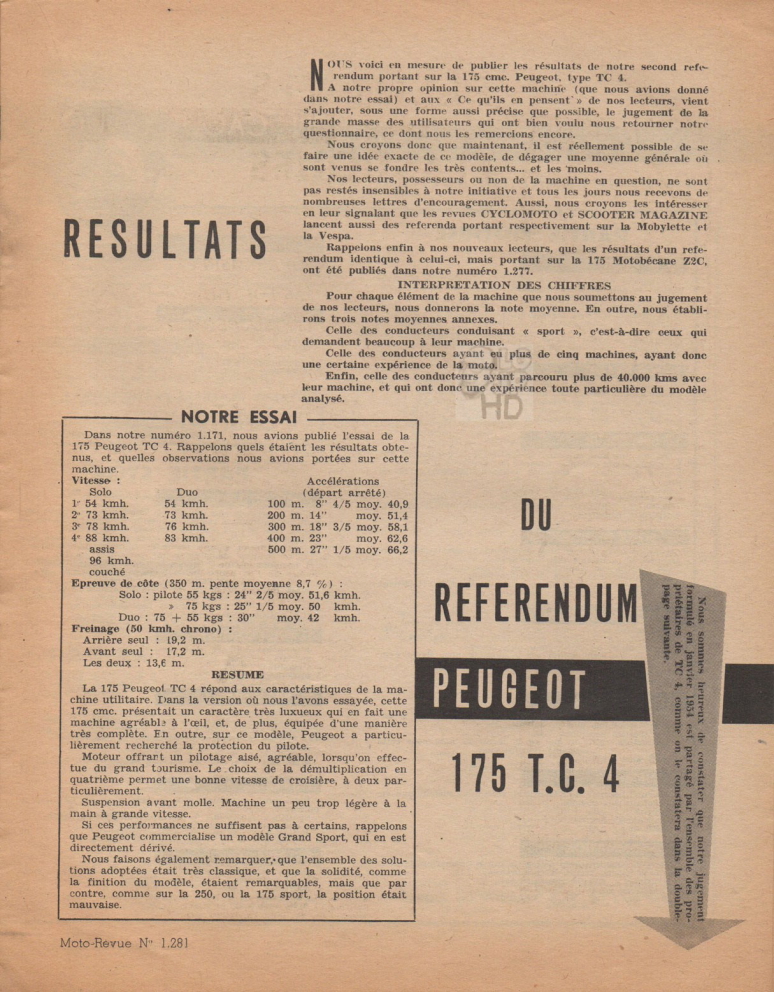 NOUS voici en mesure de publier les résultats de notre second refe-
rendum portant sur la 175 cmc. Peugeot, type TC 4.
A notre propre opinion sur cette machine (que nous avions donné
dans notre essai) et aux « Ce qu'ils en pensent » de nos lecteurs, vient
s'ajouter, sous une forme aussi précise que possible, le jugement de la
grande masse des utilisateurs qui ont bien voulu nous retourner notre
questionnaire, ce dont nous les remercions encore.
Nous croyons donc que maintenant, il est réellement possible de se
faire une idée exacte de ce modèle, de dégager une moyenne générale où
sont venus se fondre les très contents... et les moins.
Nos lecteurs, possesseurs ou non de la machine en question, ne sont
pas restés insensibles à notre initiative et tous les jours nous recevons de
nombreuses lettres d'encouragement. Aussi, nous croyons les intéresser
en leur signalant que les revues CYCLOMOTO et SCOOTER MAGAZINE
lancent aussi des referenda portant respectivement sur la Mobylette et
la Vespa.
Rappelons enfin à nos nouveaux lecteurs, que les résultats d'un refe-
rendum identique à celui-ci, mais portant sur la 175 Motobécane Z2C,
ont été publiés dans notre numéro 1.277.
INTERPRETATION DES CHIFFRES
Pour chaque élément de la machine que nous soumettons au jugement
de nos lecteurs, nous donnerons la note moyenne. En outre, nous établi-
rons trois notes moyennes annexes.
Celle des conducteurs conduisant « sport », c'est-à-dire ceux qui
demandent beaucoup à leur machine.
Celle des conducteurs ayant eu plus de cinq machines, ayant donc
une certaine expérience de la moto.
Enfin, celle des conducteurs ayant parcouru plus de 40.000 kms avec
leur machine, et qui ont donc une expérience toute particulière du modèle
analysé.
HD
RESULTATS
NOTRE ESSAI
Dans notre numéro 1.171, nous avions publié l'essai de la
175 Peugeot TC 4. Rappelons quels étaient les résultats obte-
nus, et quelles observations nous avions portées sur cette
machine.
Vitesse : Accélérations
Solo Duo (départ arrêté)
1re 54 kmh. 54 kmh. 100 m. 8" 4/5 moy. 40,9
2e 73 kmh. 73 kmh. 200 m. 14" moy. 51,4
3e 78 kmh. 76 kmh. 300 m. 18" 3/5 moy. 58,1
4e 88 kmh. 83 kmh. 400 m. 23" moy. 62,6
assis 500 m. 27" 1/5 moy. 66,2
96 kmh.
couché
Epreuve de côte (350 m. pente moyenne 8,7 %) :
Solo : pilote 55 kgs : 24" 2/5 moy. 51,6 kmh.
» 75 kgs : 25" 1/5 moy. 50 kmh.
Duo : 75 + 55 kgs : 30" moy. 42 kmh.
Freinage (50 kmh. chrono) :
Arrière seul : 19,2 m.
Avant seul : 17,2 m.
Les deux : 13,6 m.
RESUME
La 175 Peugeot TC 4 répond aux caractéristiques de la ma-
chine utilitaire. Dans la version où nous l'avons essayée, cette
175 cmc. présentait un caractère très luxueux qui en fait une
machine agréable à l'œil, et, de plus, équipée d'une manière
très complète. En outre, sur ce modèle, Peugeot a particu-
lièrement recherché la protection du pilote.
Moteur offrant un pilotage aisé, agréable, lorsqu'on effec-
tue du grand tourisme. Le choix de la démultiplication en
quatrième permet une bonne vitesse de croisière, à deux par-
ticulièrement.
Suspension avant molle. Machine un peu trop légère à la
main à grande vitesse.
Si ces performances ne suffisent pas à certains, rappelons
que Peugeot commercialise un modèle Grand Sport, qui en est
directement dérivé.
Nous faisons également remarquer, que l'ensemble des solu-
tions adoptées était très classique, et que la solidité, comme
la finition du modèle, étaient remarquables, mais que par
contre, comme sur la 250, ou la 175 sport, la position était
mauvaise.
DU
REFERENDUM
PEUGEOT
175 T.C. 4
Nous sommes heureux de constater que notre jugement
formulé en janvier 1954 est partagé par l'ensemble des pro-
priétaires de TC 4, comme on le constatera dans la double-
page suivante.
Moto-Revue N° 1.281